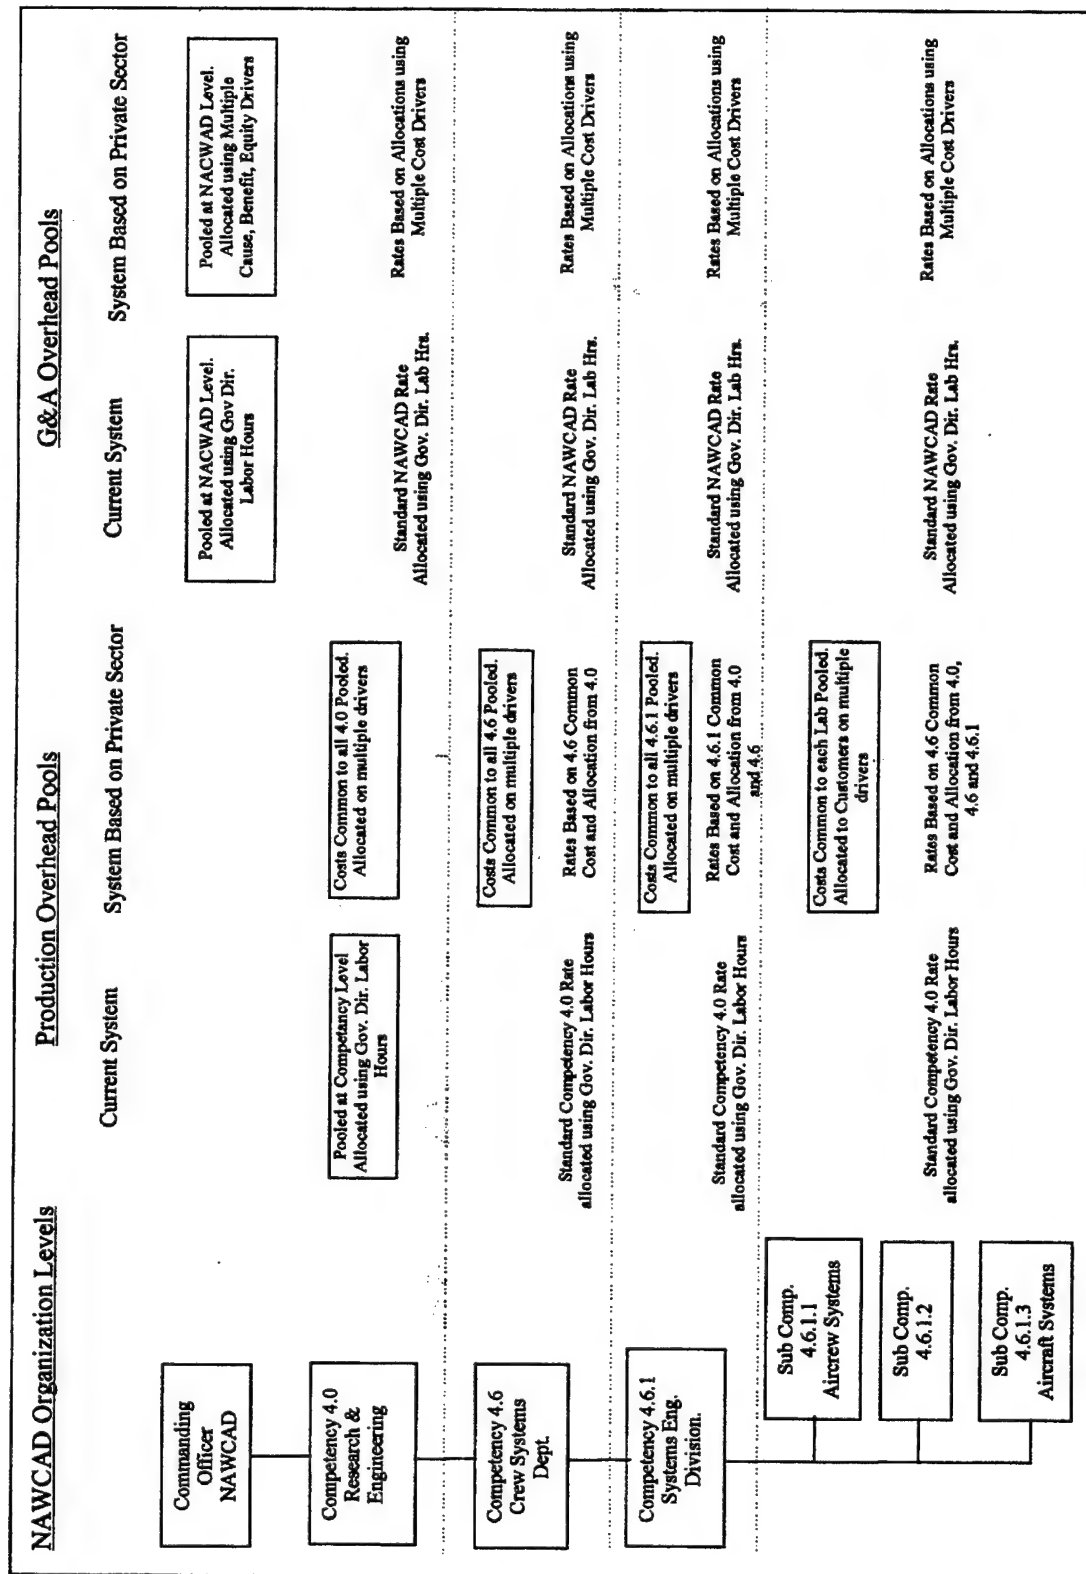 NAWCAD Organization Levels
Production Overhead Pools
G&A Overhead Pools
Current System
System Based on Private Sector
Current System
System Based on Private Sector
Commanding
Officer
NAWCAD
Pooled at NACWAD Level.
Allocated using Gov Dir.
Labor Hours
Pooled at NACWAD Level.
Allocated using Multiple
Cause, Benefit, Equity Drivers
Competency 4.0
Research &
Engineering
Pooled at Competancy Level
Allocated using Gov. Dir. Labor
Hours
Costs Common to all 4.0 Pooled.
Allocated on multiple drivers
Standard NAWCAD Rate
Allocated using Gov. Dir. Lab Hrs.
Rates Based on Allocations using
Multiple Cost Drivers
Competency 4.6
Crew Systems
Dept.
Standard Competency 4.0 Rate
allocated using Gov. Dir. Labor Hours
Costs Common to all 4.6 Pooled.
Allocated on multiple drivers
Rates Based on 4.6 Common
Cost and Allocation from 4.0
Standard NAWCAD Rate
Allocated using Gov. Dir. Lab Hrs.
Rates Based on Allocations using
Multiple Cost Drivers
Competency 4.6.1
Systems Eng.
Division.
Standard Competency 4.0 Rate
allocated using Gov. Dir. Labor Hours
Costs Common to all 4.6.1 Pooled.
Allocated on multiple drivers
Rates Based on 4.6.1 Common
Cost and Allocation from 4.0
and 4.6
Standard NAWCAD Rate
Allocated using Gov. Dir. Lab Hrs.
Rates Based on Allocations using
Multiple Cost Drivers
Sub Comp.
4.6.1.1
Aircrew Systems
Sub Comp.
4.6.1.2
Sub Comp.
4.6.1.3
Aircraft Systems
Standard Competency 4.0 Rate
allocated using Gov. Dir. Labor Hours
Costs Common to each Lab Pooled.
Allocated to Customers on multiple
drivers
Rates Based on 4.6 Common
Cost and Allocation from 4.0,
4.6 and 4.6.1
Standard NAWCAD Rate
Allocated using Gov. Dir. Lab Hrs.
Rates Based on Allocations using
Multiple Cost Drivers